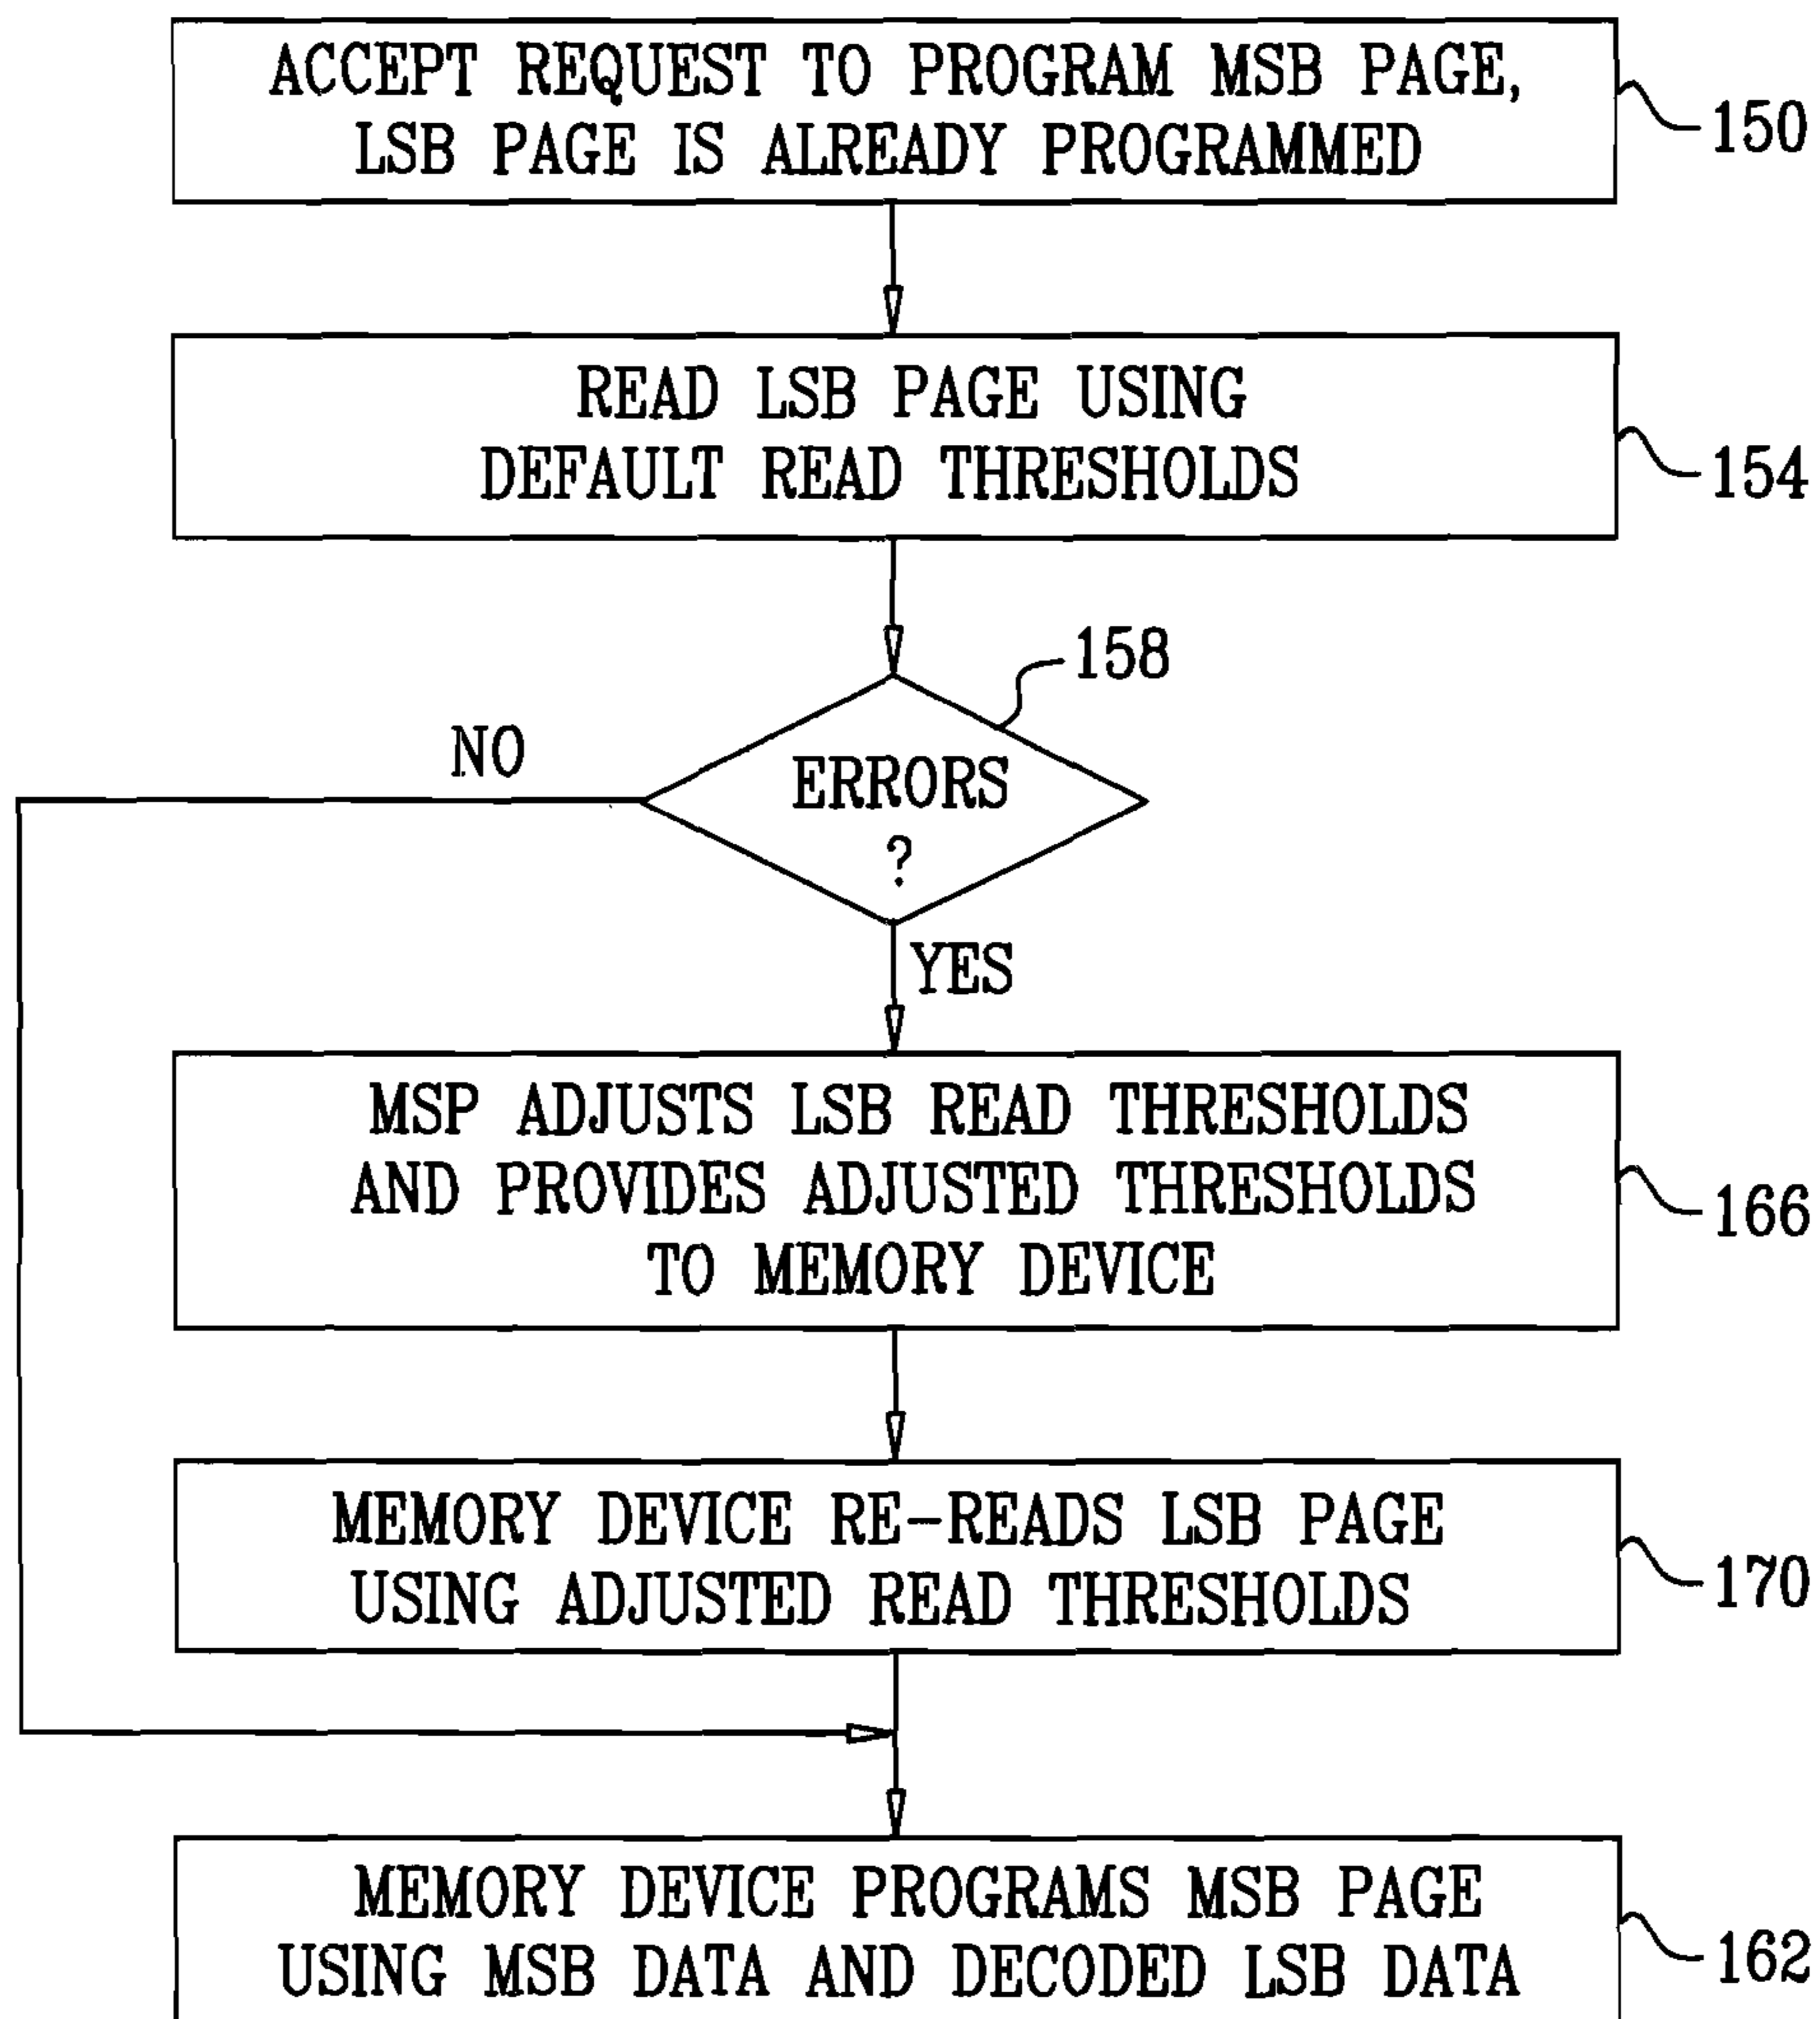 ACCEPT REQUEST TO PROGRAM MSB PAGE,
LSB PAGE IS ALREADY PROGRAMMED
150
READ LSB PAGE USING
DEFAULT READ THRESHOLDS
154
158
NO
ERRORS
?
YES
MSP ADJUSTS LSB READ THRESHOLDS
AND PROVIDES ADJUSTED THRESHOLDS
TO MEMORY DEVICE
166
MEMORY DEVICE RE-READS LSB PAGE
USING ADJUSTED READ THRESHOLDS
170
MEMORY DEVICE PROGRAMS MSB PAGE
USING MSB DATA AND DECODED LSB DATA
162